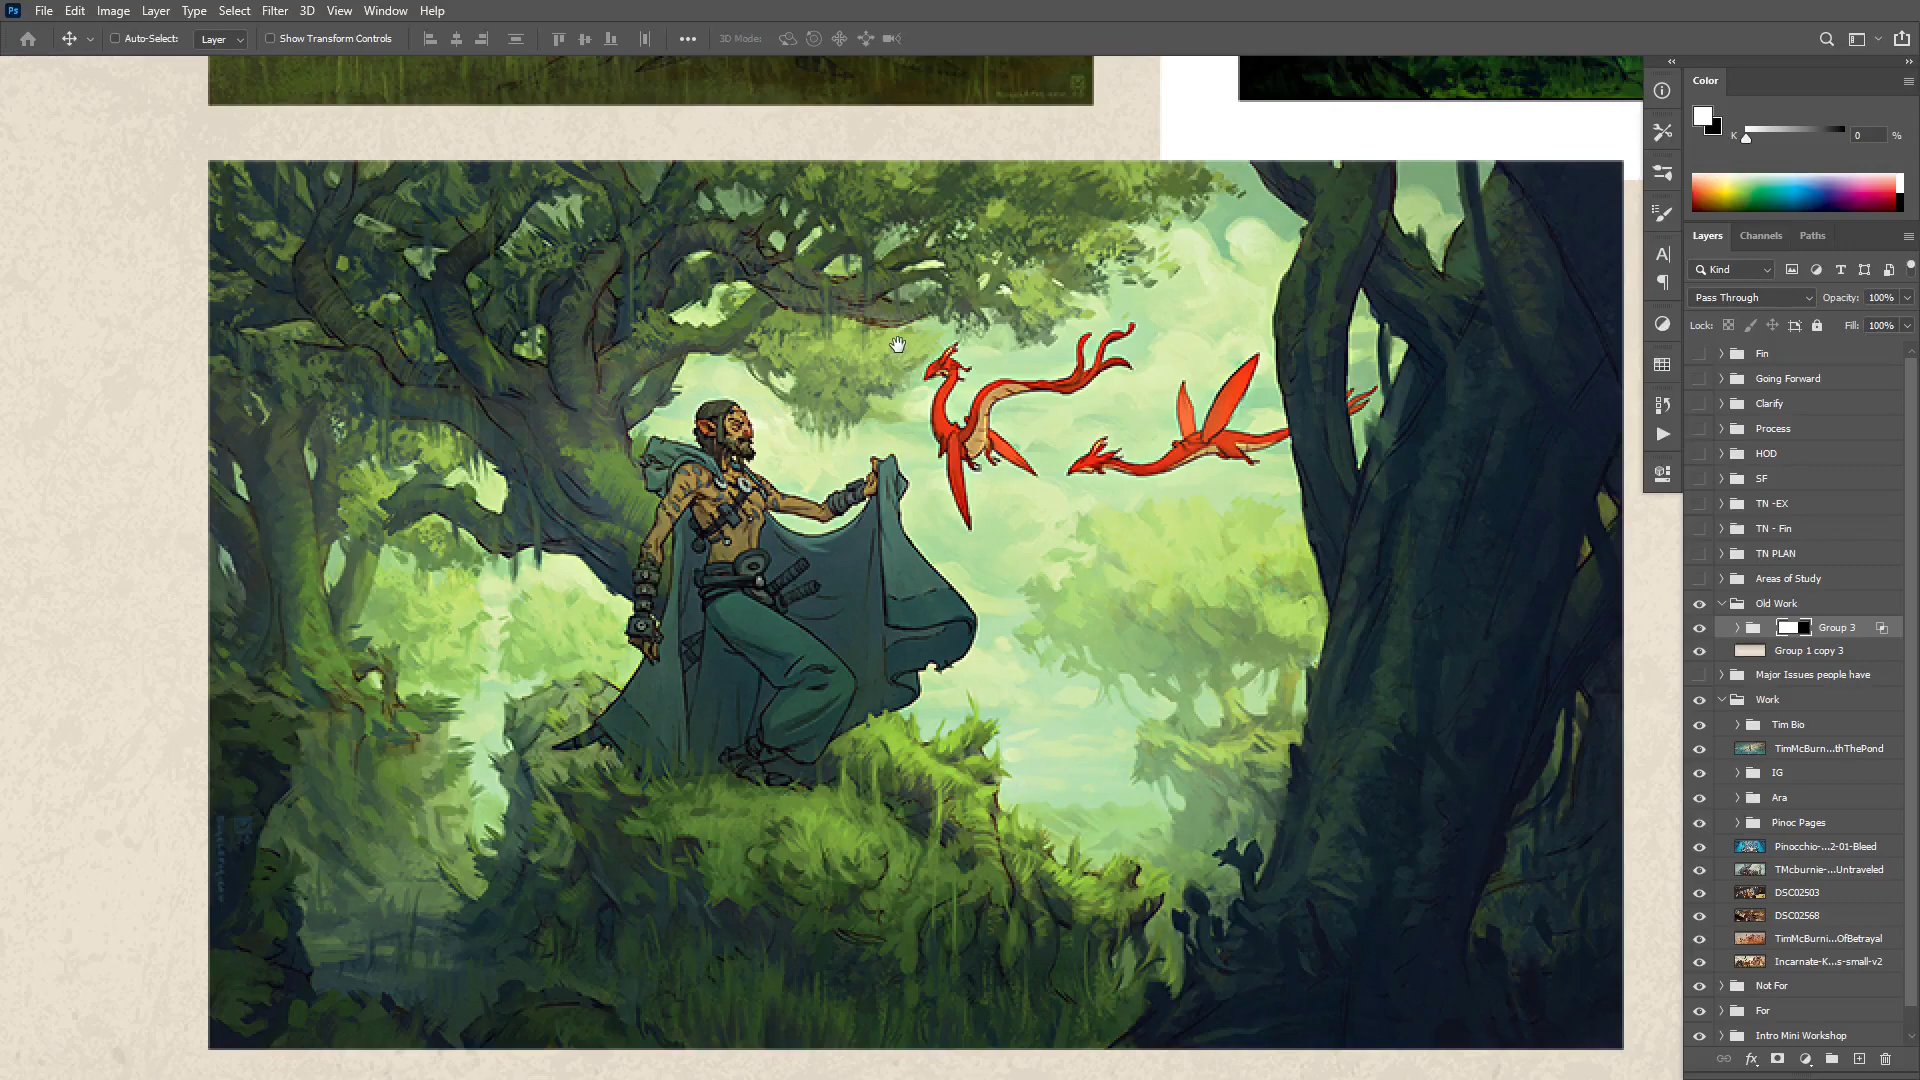 Ps File Edit Image Layer Type Select Filter 3D View Window Help
Auto-Select: Layer Show Transform Controls 3D Mode:
Color
K 0 %
Layers Channels Paths
Kind
Pass Through Opacity: 100%
Lock: Fill: 100%
Fin
Going Forward
Clarify
Process
HOD
SF
TN -EX
TN - Fin
TN PLAN
Areas of Study
Old Work
Group 3
Group 1 copy 3
Major Issues people have
Work
Tim Bio
TimMcBurn...thThePond
IG
Ara
Pinoc Pages
Pinocchio-...2-01-Bleed
TMcburnie-...Untraveled
DSC02503
DSC02568
TimMcBurni...OfBetrayal
Incarnate-K...s-small-v2
Not For
For
Intro Mini Workshop
fx